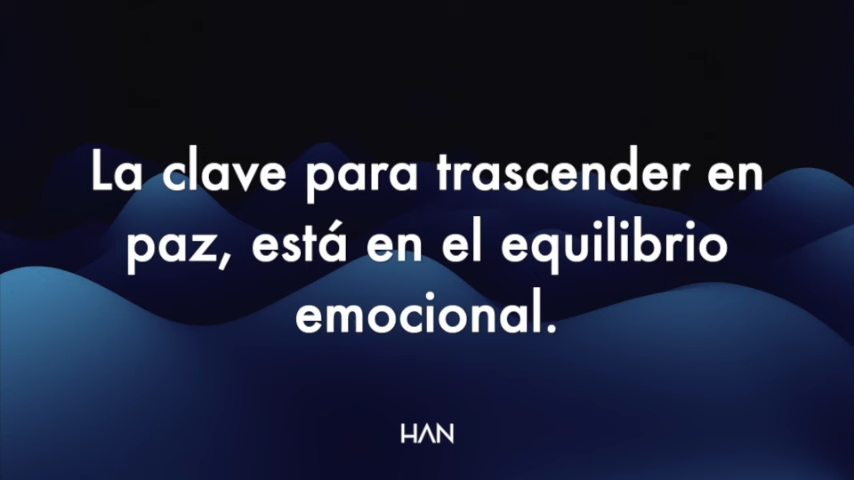 La clave para trascender en
paz, está en el equilibrio
emocional.
HAN